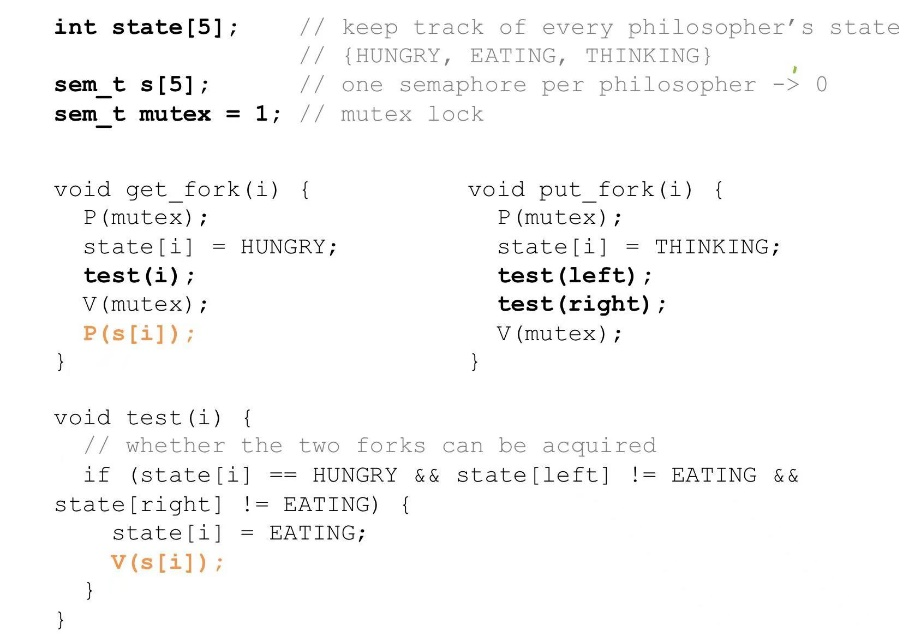 int state[5];    // keep track of every philosopher's state
                 // {HUNGRY, EATING, THINKING}
sem_t s[5];      // one semaphore per philosopher -> 0
sem_t mutex = 1; // mutex lock
void get_fork(i) {
  P(mutex);
  state[i] = HUNGRY;
  test(i);
  V(mutex);
  P(s[i]);
}
void put_fork(i) {
  P(mutex);
  state[i] = THINKING;
  test(left);
  test(right);
  V(mutex);
}
void test(i) {
  // whether the two forks can be acquired
  if (state[i] == HUNGRY && state[left] != EATING &&
state[right] != EATING) {
    state[i] = EATING;
    V(s[i]);
  }
}